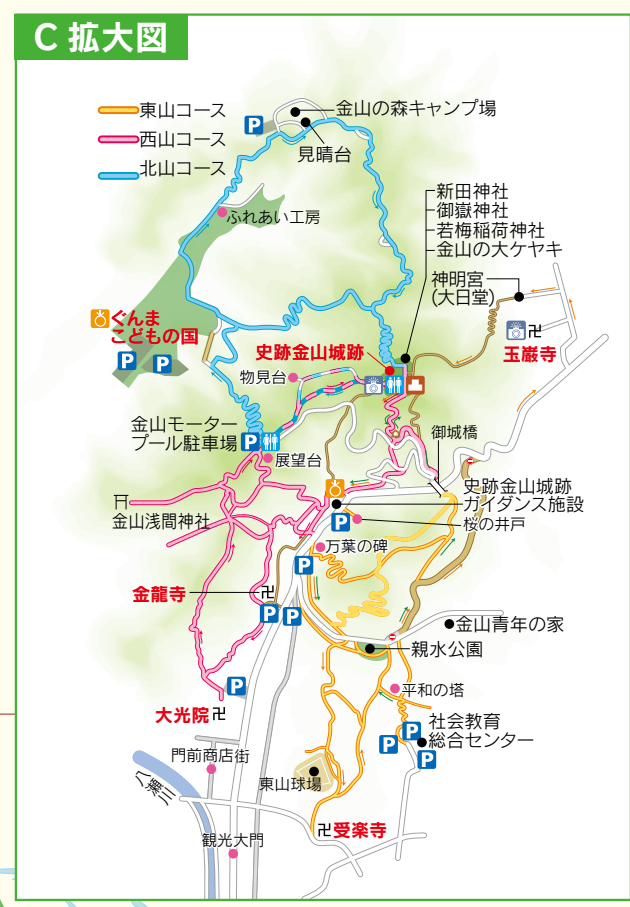 C 拡大図
東山コース
西山コース
北山コース
P
金山の森キャンプ場
見晴台
ふれあい工房
新田神社
御嶽神社
若梅稲荷神社
金山の大ケヤキ
神明宮
(大日堂)
卍
玉巌寺
ぐんま
こどもの国
P
P
史跡金山城跡
物見台
金山モーター
プール駐車場
P
展望台
御城橋
史跡金山城跡
ガイダンス施設
P
桜の井戸
金山浅間神社
万葉の碑
P
金龍寺
卍
P
P
金山青年の家
親水公園
P
大光院卍
平和の塔
社会教育
総合センター
P
P
P
門前商店街
八瀬川
東山球場
卍受楽寺
観光大門